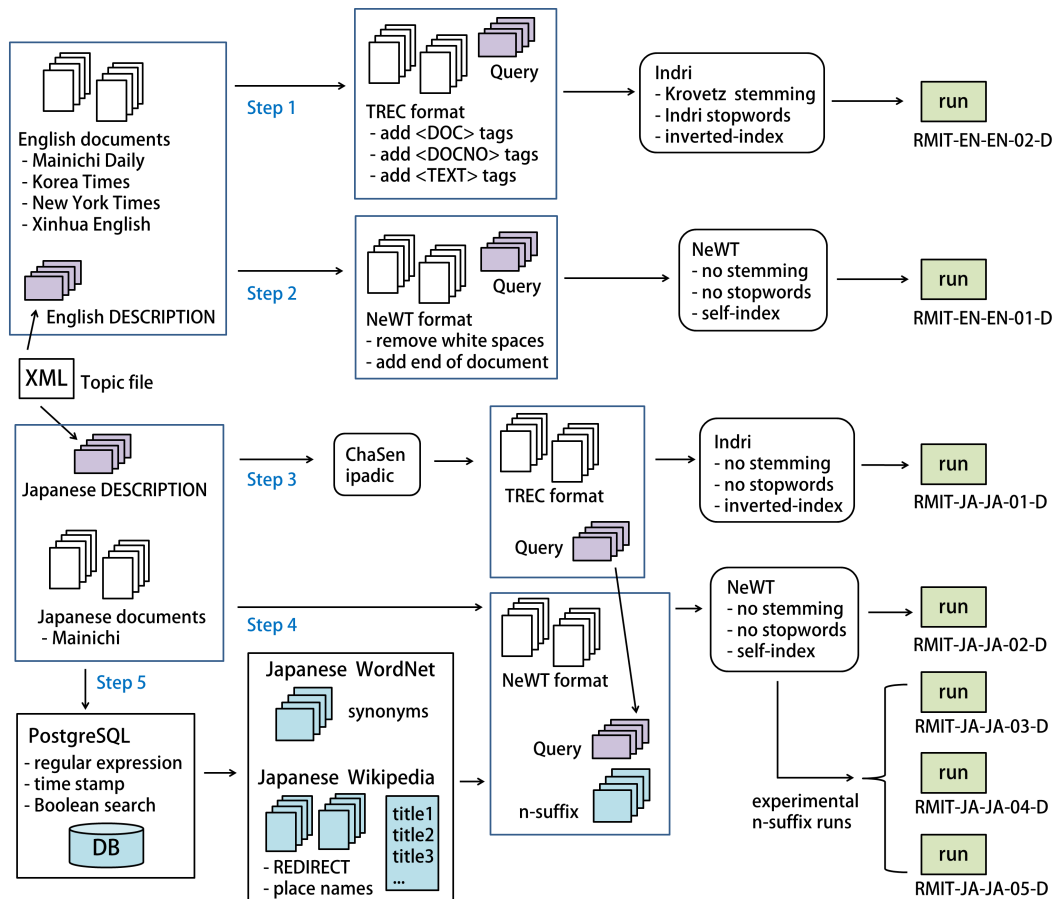 English documents
- Mainichi Daily
- Korea Times
- New York Times
- Xinhua English
English DESCRIPTION
Step 1
Query
TREC format
- add <DOC> tags
- add <DOCNO> tags
- add <TEXT> tags
Indri
- Krovetz stemming
- Indri stopwords
- inverted-index
run
RMIT-EN-EN-02-D
Step 2
Query
NeWT format
- remove white spaces
- add end of document
NeWT
- no stemming
- no stopwords
- self-index
run
RMIT-EN-EN-01-D
XML Topic file
Japanese DESCRIPTION
Japanese documents
- Mainichi
Step 3
ChaSen
ipadic
TREC format
Query
Indri
- no stemming
- no stopwords
- inverted-index
run
RMIT-JA-JA-01-D
Step 4
NeWT format
Query
n-suffix
NeWT
- no stemming
- no stopwords
- self-index
run
RMIT-JA-JA-02-D
Step 5
PostgreSQL
- regular expression
- time stamp
- Boolean search
DB
Japanese WordNet
synonyms
Japanese Wikipedia
title1
title2
title3
...
- REDIRECT
- place names
experimental
n-suffix runs
run
RMIT-JA-JA-03-D
run
RMIT-JA-JA-04-D
run
RMIT-JA-JA-05-D